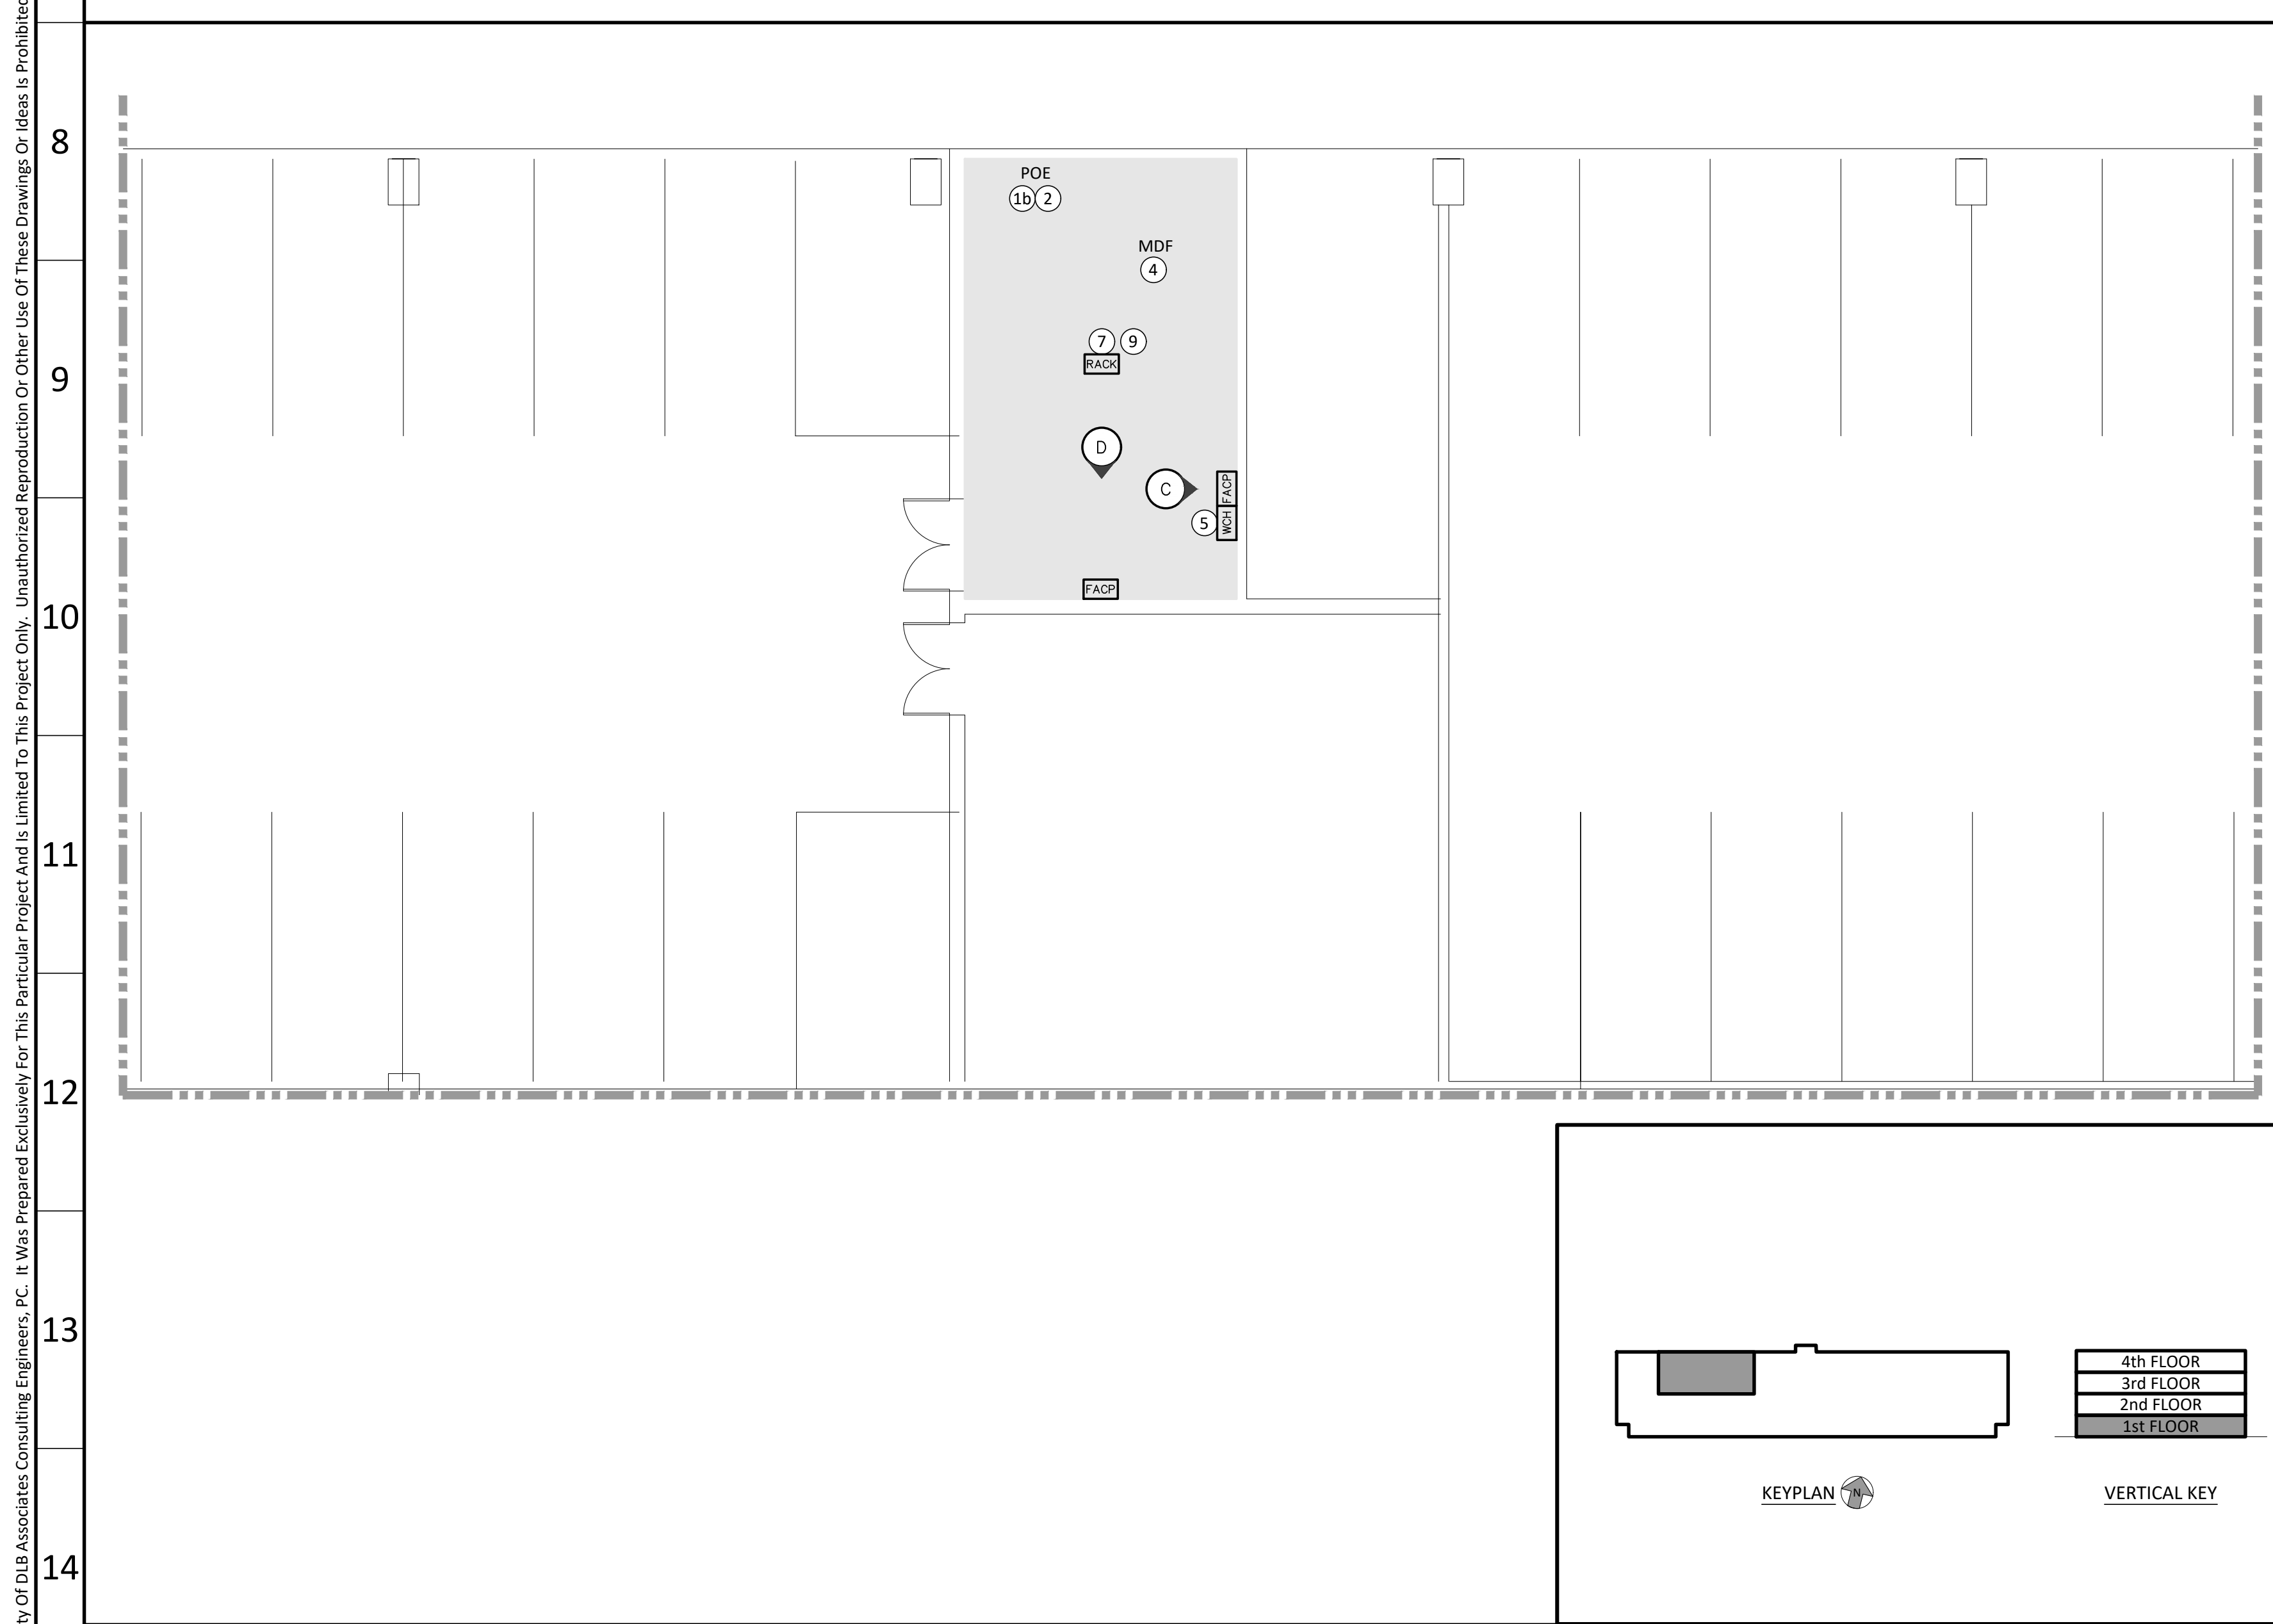 ty Of DLB Associates Consulting Engineers, PC. It Was Prepared Exclusively For This Particular Project And Is Limited To This Project Only. Unauthorized Reproduction Or Other Use Of These Drawings Or Ideas Is Prohibited
8
9
10
11
12
13
14
POE
1b 2
MDF
4
7 9
RACK
D
C
FACP
5
WCH
FACP
4th FLOOR
3rd FLOOR
2nd FLOOR
1st FLOOR
KEYPLAN
N
VERTICAL KEY